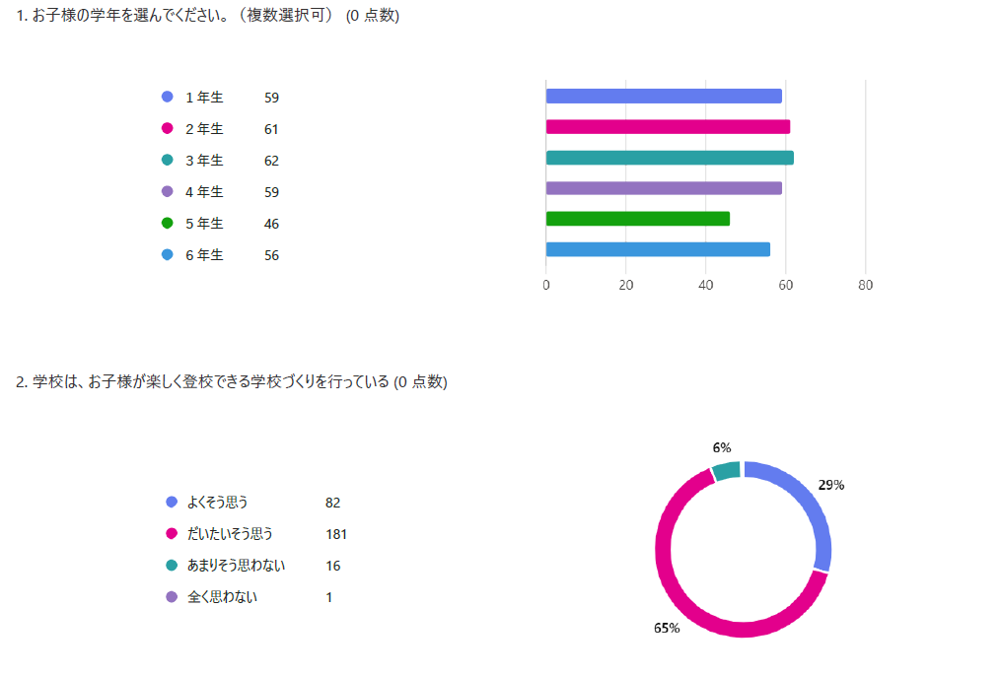 1. お子様の学年を選んでください。（複数選択可） (0 点数)
1 年生 59
2 年生 61
3 年生 62
4 年生 59
5 年生 46
6 年生 56
0 20 40 60 80
2. 学校は、お子様が楽しく登校できる学校づくりを行っている (0 点数)
よくそう思う 82
だいたいそう思う 181
あまりそう思わない 16
全く思わない 1
6%
29%
65%